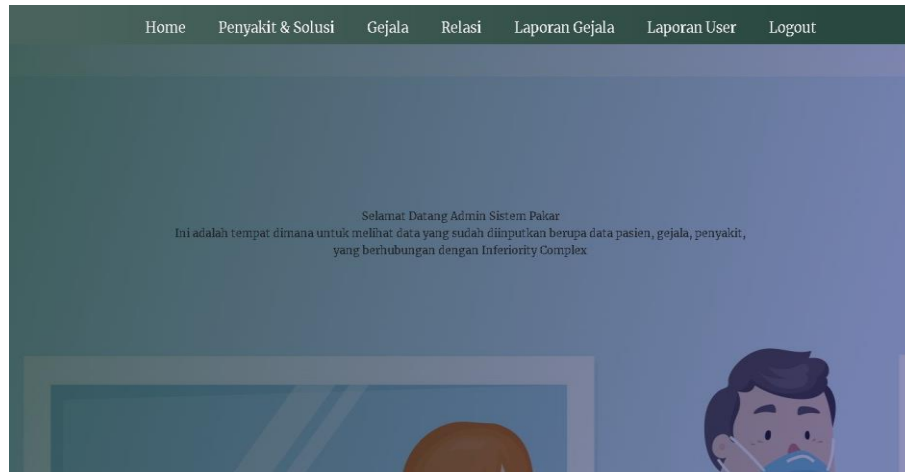 Home Penyakit & Solusi Gejala Relasi Laporan Gejala Laporan User Logout
Selamat Datang Admin Sistem Pakar
Ini adalah tempat dimana untuk melihat data yang sudah diinputkan berupa data pasien, gejala, penyakit,
yang berhubungan dengan Inferiority Complex